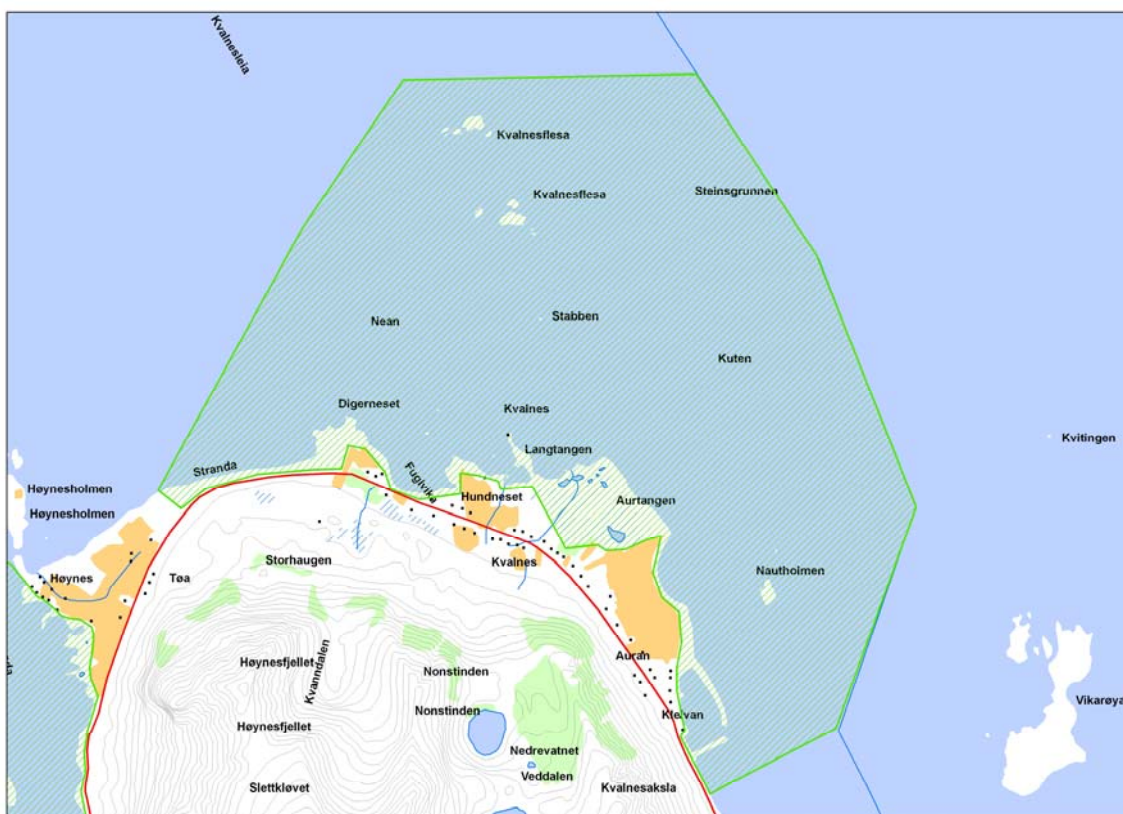 Kvalnesleia
Kvalnesflesa
Kvalnesflesa
Steinsgrunnen
Stabben
Nean
Kuten
Digerneset
Kvalnes
Kvitingen
Langtangen
Stranda
Fuglvika
Høynesholmen
Hundneset
Aurtangen
Høynesholmen
Storhaugen
Kvalnes
Nautholmen
Høynes
Tøa
Auran
Høynesfjellet
Kvanndalen
Nonstinden
Vikarøya
Nonstinden
Kleivan
Høynesfjellet
Nedrevatnet
Veddalen
Slettkløvet
Kvalnesaksla